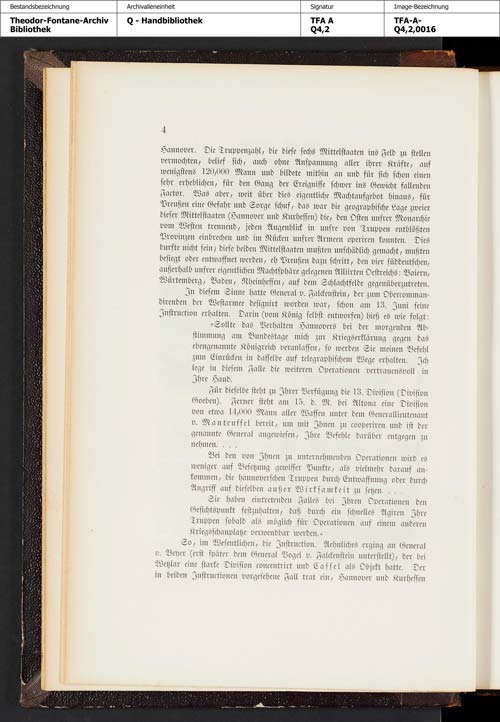 Bestandsbezeichnung
Archivalieneinheit
Signatur
Image-Bezeichnung
Theodor-Fontane-Archiv
Bibliothek
Q - Handbibliothek
TFA A
Q4,2
TFA-A-
Q4,2,0016
4
Hannover. Die Truppenzahl, die diese sechs Mittelstaaten ins Feld zu stellen
vermochten, belief sich, auch ohne Anspannung aller ihrer Kräfte, auf
wenigstens 120,000 Mann und bildete mithin an und für sich schon einen
sehr erheblichen, für den Gang der Ereignisse schwer ins Gewicht fallenden
Factor. Was aber, weit über dies eigentliche Machtaufgebot hinaus, für
Preußen eine Gefahr und Sorge schuf, das war die geographische Lage zweier
dieser Mittelstaaten (Hannover und Kurhessen) die, den Osten unsrer Monarchie
vom Westen trennend, jeden Augenblick in unsre von Truppen entblößten
Provinzen einbrechen und im Rücken unsrer Armeen operiren konnten. Dies
durfte nicht sein; diese beiden Mittelstaaten mußten unschädlich gemacht, mußten
besiegt oder entwaffnet werden, eh Preußen dazu schritt, den vier süddeutschen,
außerhalb unsrer eigentlichen Machtsphäre gelegenen Alliirten Oestreichs: Baiern,
Würtemberg, Baden, Rheinhessen, auf dem Schlachtfelde gegenüberzutreten.
In diesem Sinne hatte General v. Falckenstein, der zum Oberkomman-
direnden der Westarmee designirt worden war, schon am 13. Juni seine
Instruction erhalten. Darin (vom König selbst entworfen) hieß es wie folgt:
»Sollte das Verhalten Hannovers bei der morgenden Ab-
stimmung am Bundestage mich zur Kriegserklärung gegen das
ebengenannte Königreich veranlassen, so werden Sie meinen Befehl
zum Einrücken in dasselbe auf telegraphischem Wege erhalten. Ich
lege in diesem Falle die weiteren Operationen vertrauensvoll in
Ihre Hand.
Für dieselbe steht zu Ihrer Verfügung die 13. Division (Division
Goeben). Ferner steht am 15. d. M. bei Altona eine Division
von etwa 14,000 Mann aller Waffen unter dem Generallieutenant
v. Manteuffel bereit, um mit Ihnen zu cooperiren und ist der
genannte General angewiesen, Ihre Befehle darüber entgegen zu
nehmen. . . .
Bei den von Ihnen zu unternehmenden Operationen wird es
weniger auf Besetzung gewisser Punkte, als vielmehr darauf an-
kommen, die hannoverschen Truppen durch Entwaffnung oder durch
Angriff auf dieselben außer Wirksamkeit zu setzen. . . .
Sie haben eintretenden Falles bei Ihren Operationen den
Gesichtspunkt festzuhalten, daß durch ein schnelles Agiren Ihre
Truppen sobald als möglich für Operationen auf einem anderen
Kriegsschauplatze verwendbar werden.«
So, im Wesentlichen, die Instruction. Aehnliches erging an General
v. Beyer (erst später dem General Vogel v. Falckenstein unterstellt), der bei
Wetzlar eine starke Division concentrirt und Cassel als Objekt hatte. Der
in beiden Instructionen vorgesehene Fall trat ein, Hannover und Kurhessen